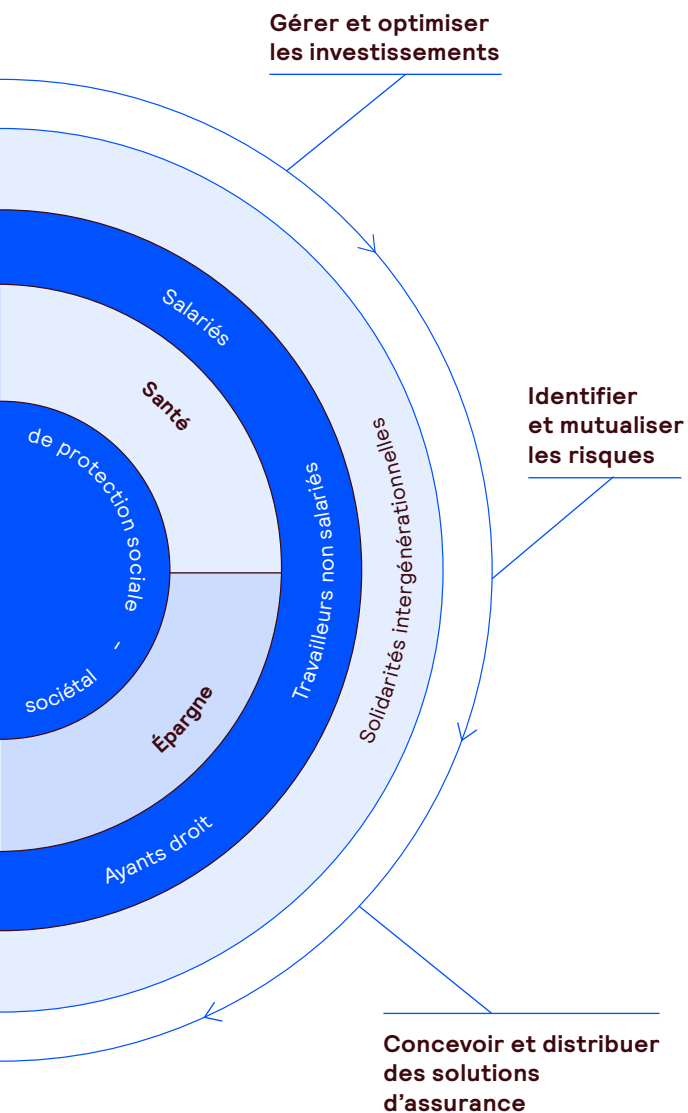 Gérer et optimiser
les investissements
Salariés
Santé
Identifier
et mutualiser
les risques
de protection sociale -
sociétal
Travailleurs non salariés
Solidarités intergénérationnelles
Épargne
Ayants droit
Concevoir et distribuer
des solutions
d'assurance